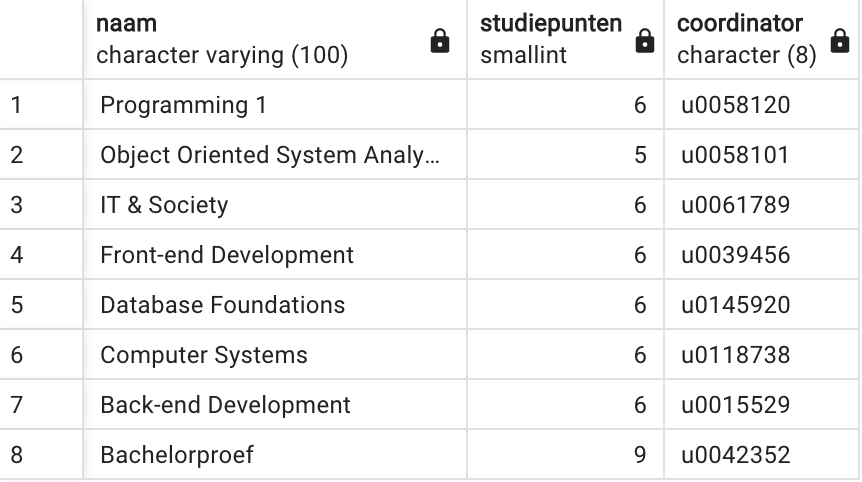 naam studiepunten coordinator
character varying (100) smallint character (8)
1 Programming 1 6 u0058120
2 Object Oriented System Analy... 5 u0058101
3 IT & Society 6 u0061789
4 Front-end Development 6 u0039456
5 Database Foundations 6 u0145920
6 Computer Systems 6 u0118738
7 Back-end Development 6 u0015529
8 Bachelorproef 9 u0042352